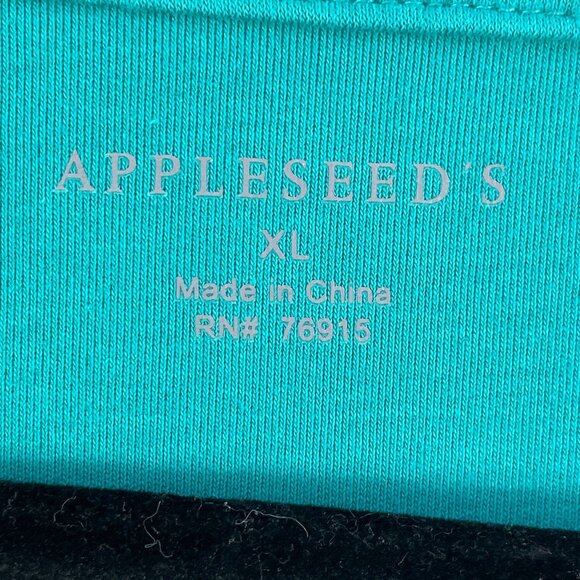 APPLESEED'S
XL
Made in China
RN# 76915